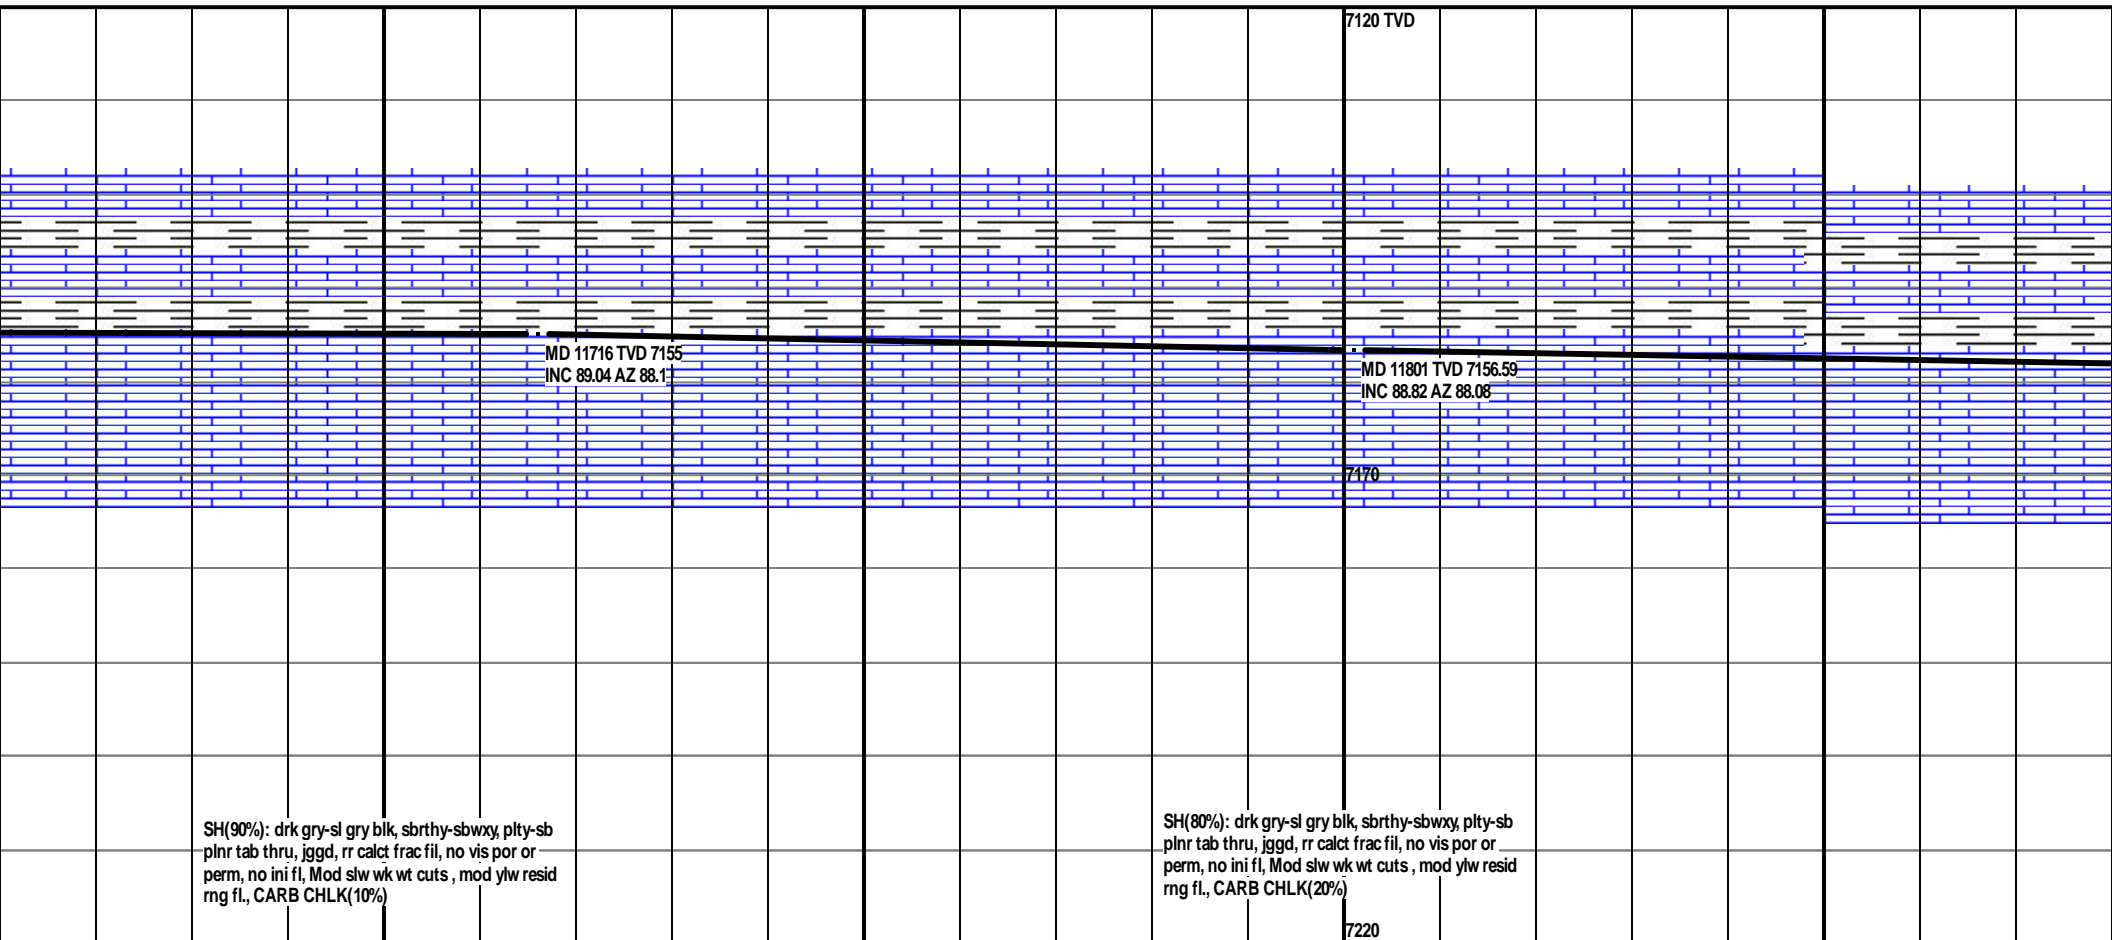 7120 TVD
MD 11716 TVD 7155
INC 89.04 AZ 88.1
MD 11801 TVD 7156.59
INC 88.82 AZ 88.08
7170
SH(90%): drk gry-sl gry blk, sbrthy-sbwxy, plty-sb
plnr tab thru, jggd, rr calct frac fil, no vis por or
perm, no ini fl, Mod slw wk wt cuts , mod ylw resid
rng fl., CARB CHLK(10%)
SH(80%): drk gry-sl gry blk, sbrthy-sbwxy, plty-sb
plnr tab thru, jggd, rr calct frac fil, no vis por or
perm, no ini fl, Mod slw wk wt cuts , mod ylw resid
rng fl., CARB CHLK(20%)
7220